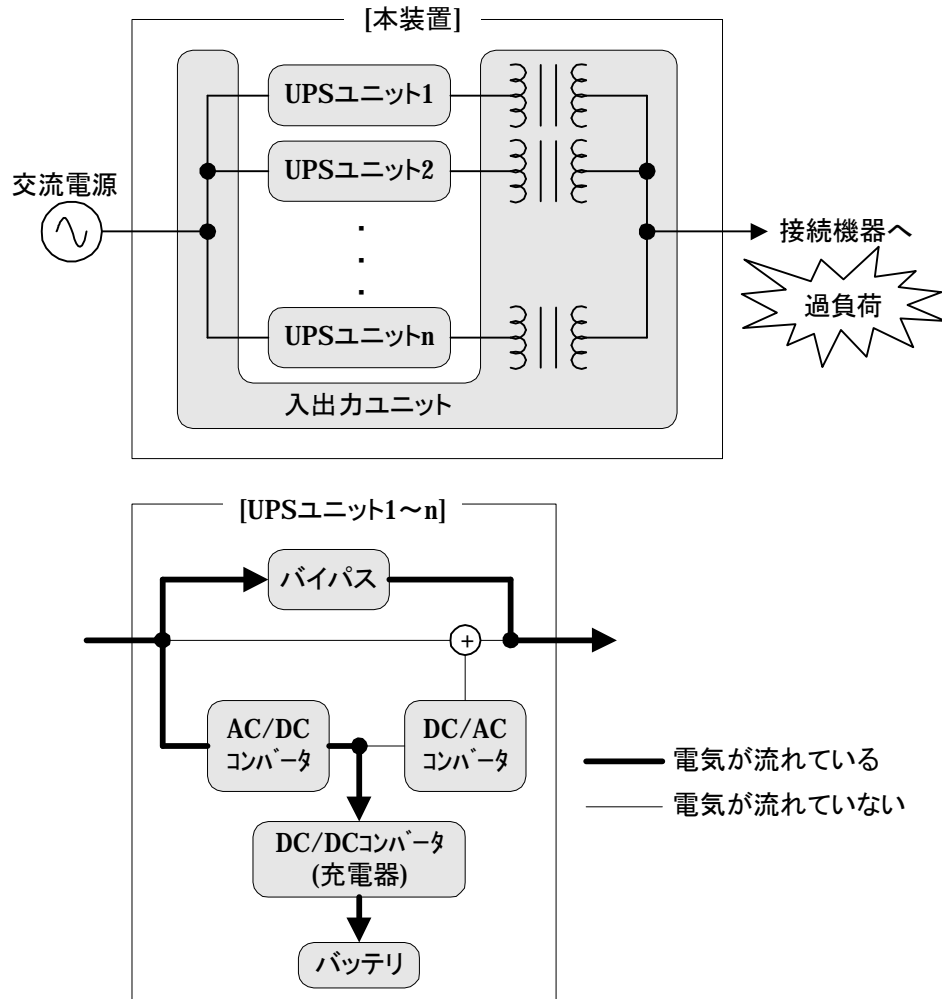 [本装置]
UPSユニット1
UPSユニット2
・
・
・
UPSユニットn
入出力ユニット
交流電源
接続機器へ
過負荷
[UPSユニット1～n]
バイパス
+
AC/DC
コンバータ
DC/AC
コンバータ
DC/DCコンバータ
(充電器)
バッテリ
電気が流れている
電気が流れていない